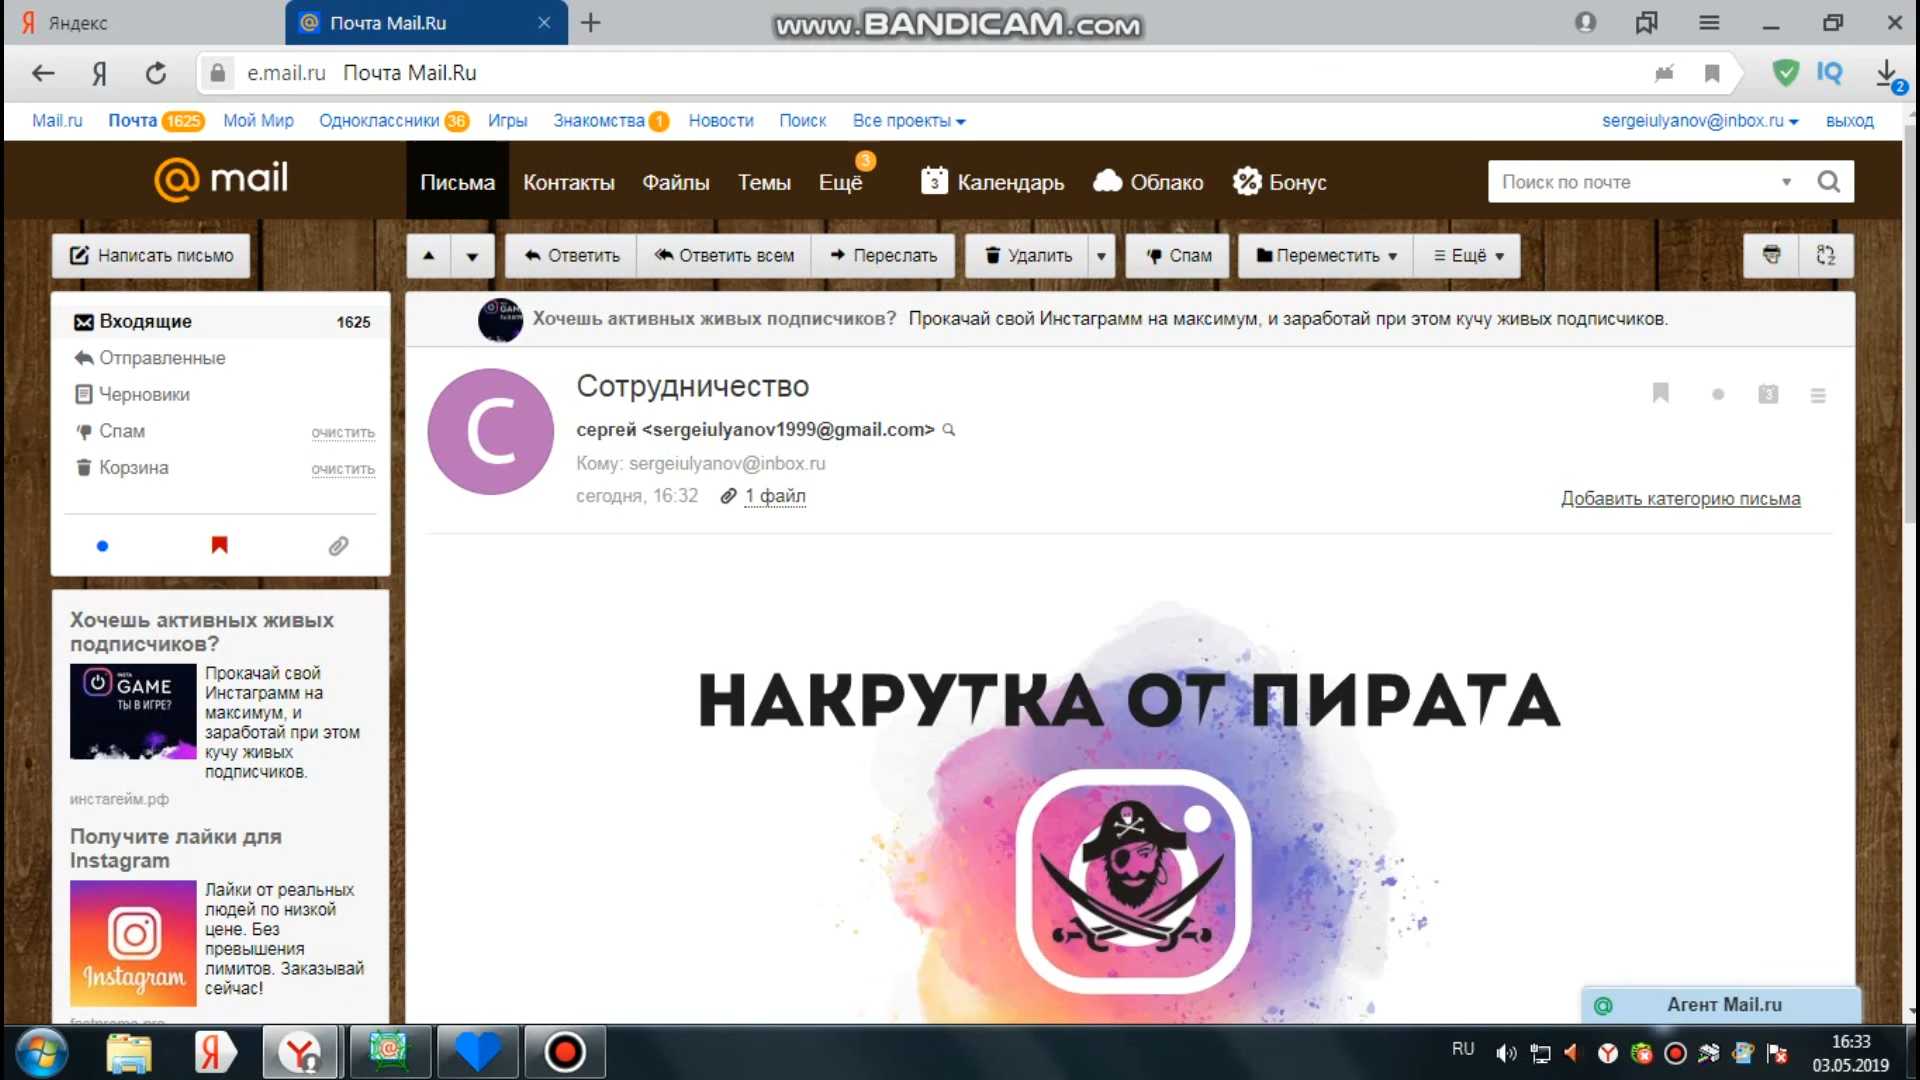 Яндекс
Почта Mail.Ru
www.BANDICAM.com
e.mail.ru Почта Mail.Ru
IQ
2
Mail.ru Почта 1625 Мой Мир Одноклассники 36 Игры Знакомства 1 Новости Поиск Все проекты
sergeiulyanov@inbox.ru выход
@mail
Письма Контакты Файлы Темы Ещё 3 3 Календарь Облако Бонус
Поиск по почте
Написать письмо
Ответить Ответить всем Переслать Удалить Спам Переместить Ещё
Входящие 1625
Отправленные
Черновики
Спам очистить
Корзина очистить
Хочешь активных живых подписчиков? Прокачай свой Инстаграмм на максимум, и заработай при этом кучу живых подписчиков.
С
Сотрудничество
сергей <sergeiulyanov1999@gmail.com>
Кому: sergeiulyanov@inbox.ru
сегодня, 16:32 1 файл
3
Добавить категорию письма
НАКРУТКА ОТ ПИРАТА
Хочешь активных живых
подписчиков?
INSTA
GAME
ТЫ В ИГРЕ?
Прокачай свой
Инстаграмм на
максимум, и
заработай при этом
кучу живых
подписчиков.
инстагейм.рф
Получите лайки для
Instagram
Instagram
Лайки от реальных
людей по низкой
цене. Без
превышения
лимитов. Заказывай
сейчас!
Агент Mail.ru
RU
16:33
03.05.2019